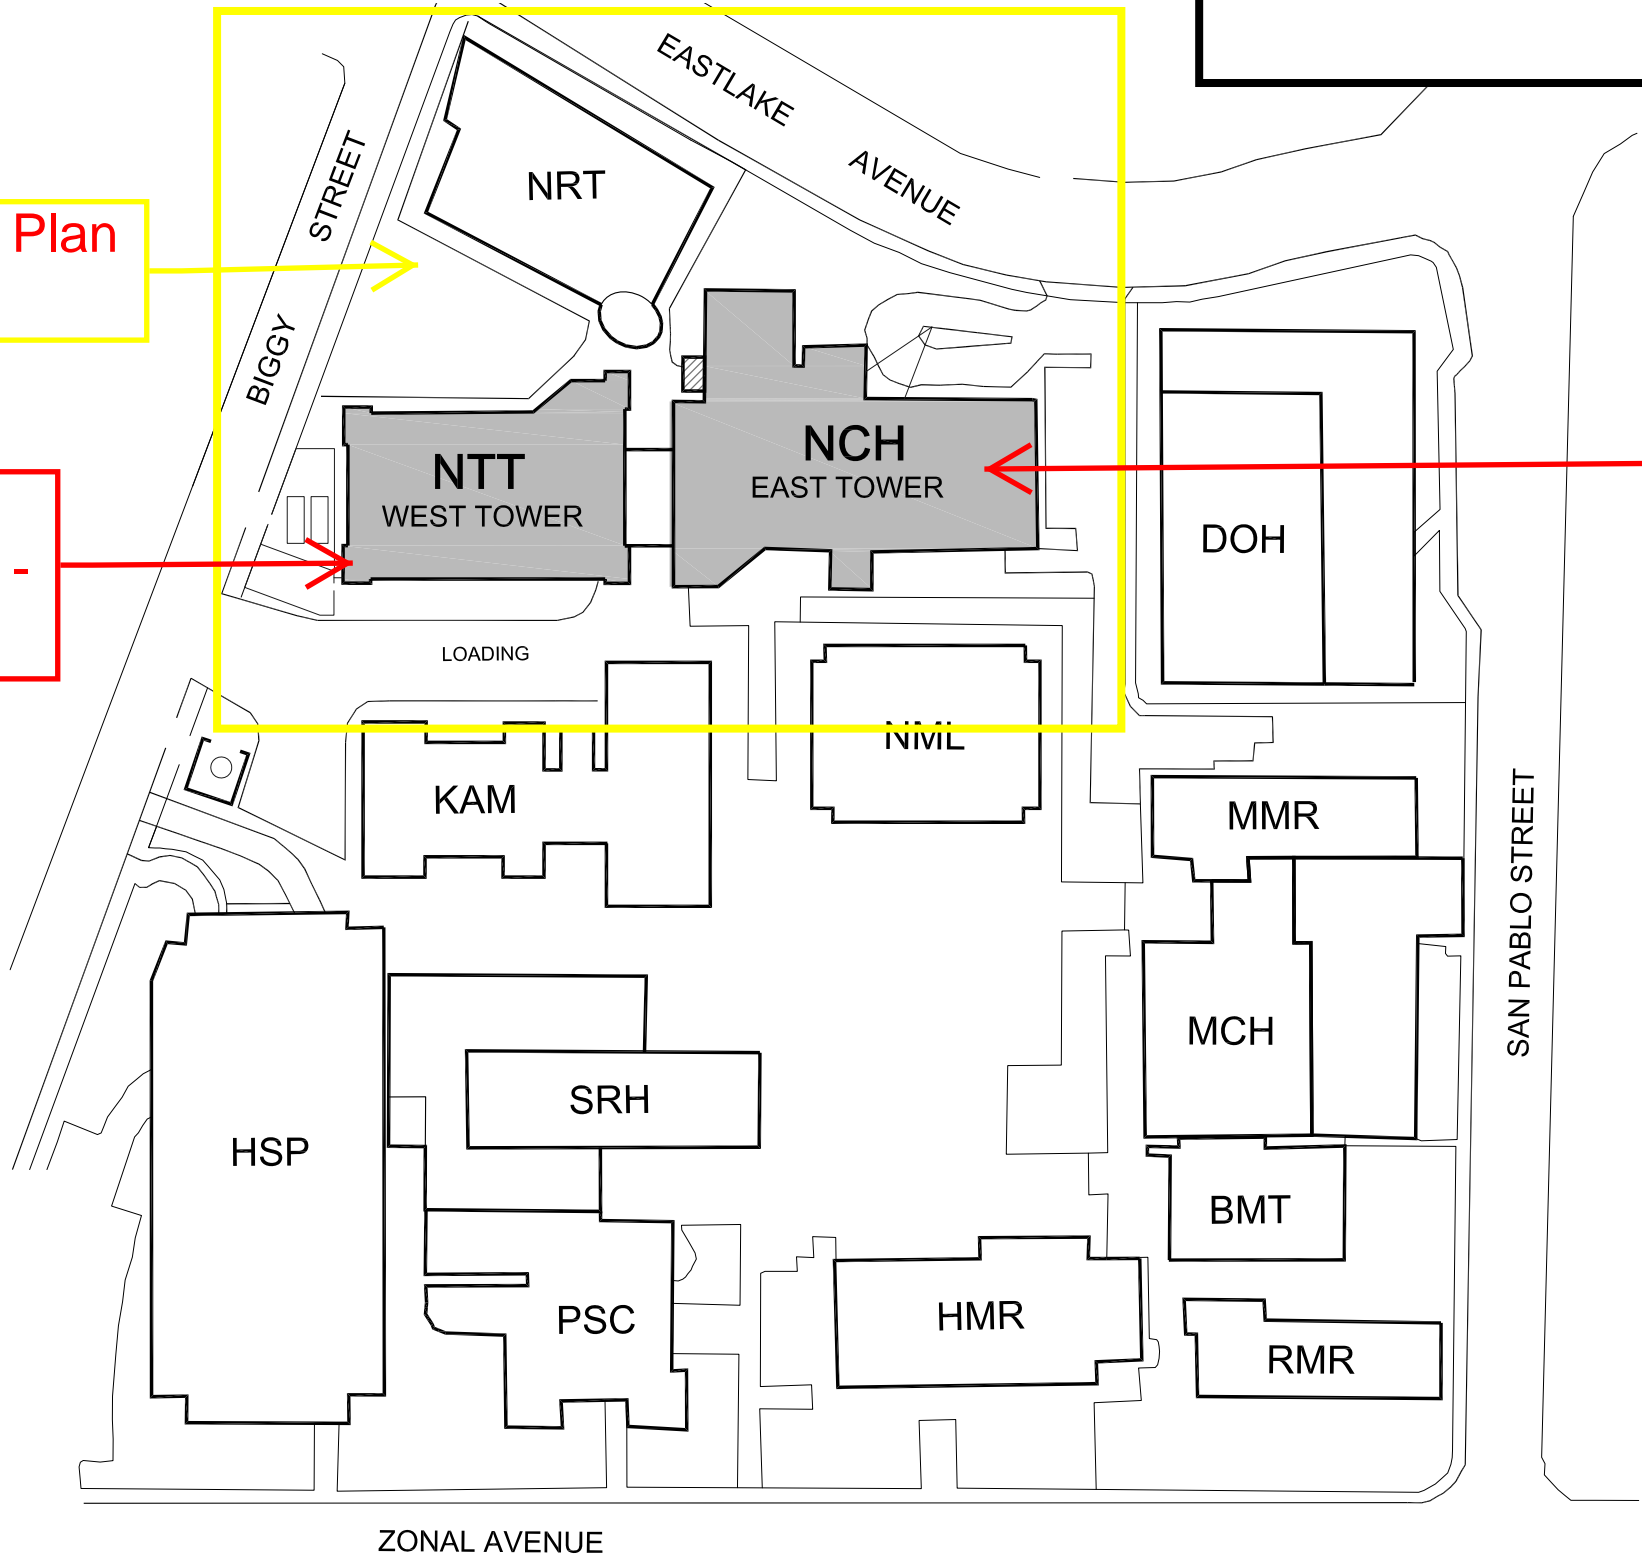 EASTLAKE
AVENUE
NRT
STREET
Plan
BIGGY
NCH
EAST TOWER
NTT
WEST TOWER
DOH
-
LOADING
NML
KAM
MMR
SAN PABLO STREET
MCH
SRH
HSP
BMT
HMR
PSC
RMR
ZONAL AVENUE